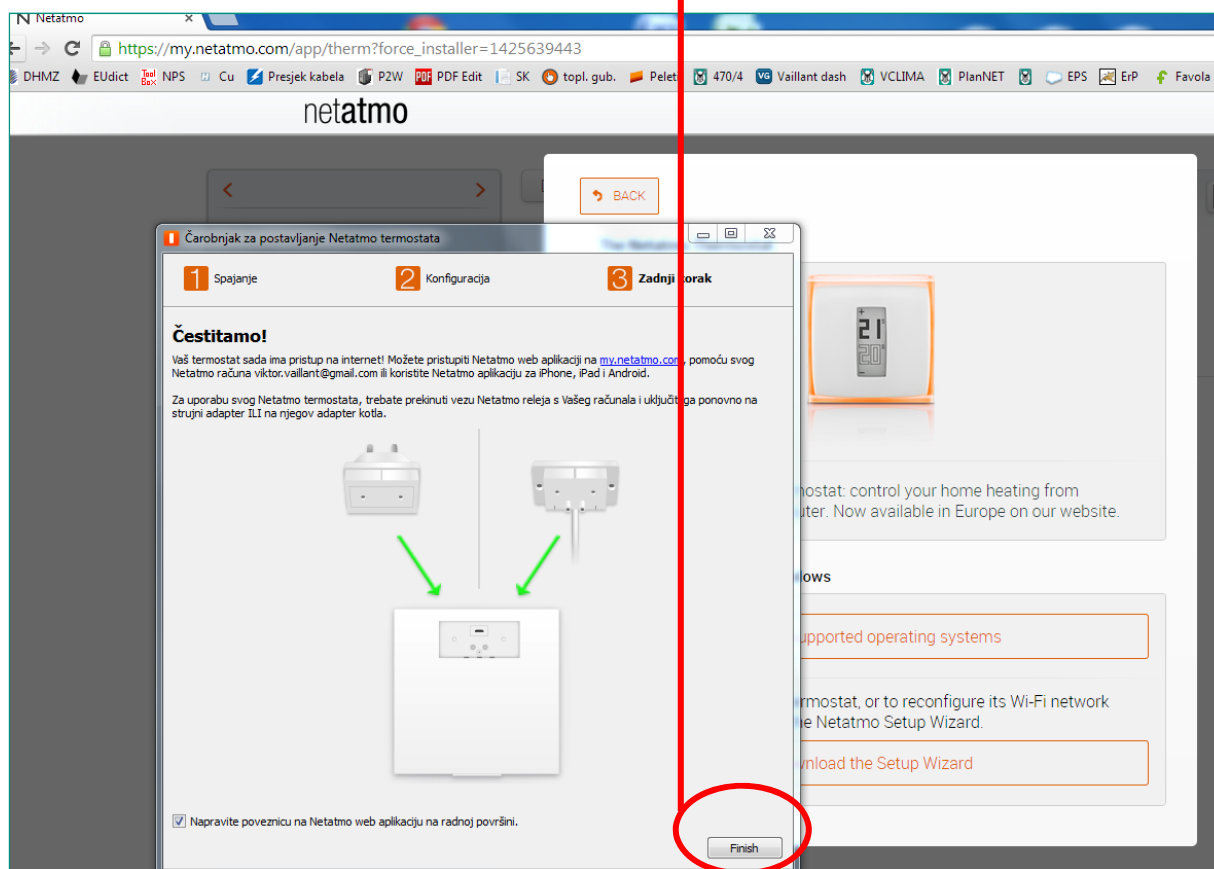 Netatmo
https://my.netatmo.com/app/therm?force_installer=1425639443
DHMZ EUdict NPS Cu Presjek kabela P2W PDF Edit SK topl. gub. Pelet 470/4 Vaillant dash VCLIMA PlanNET EPS ErP Favola
netatmo
BACK
Čarobnjak za postavljanje Netatmo termostata
1 Spajanje 2 Konfiguracija 3 Zadnji korak
Čestitamo!
Vaš termostat sada ima pristup na internet! Možete pristupiti Netatmo web aplikaciji na my.netatmo.com, pomoću svog
Netatmo računa viktor.vaillant@gmail.com ili koristite Netatmo aplikaciju za iPhone, iPad i Android.
Za uporabu svog Netatmo termostata, trebate prekinuti vezu Netatmo releja s Vašeg računala i uključiti ga ponovno na
strujni adapter ILI na njegov adapter kotla.
21
20
mostat: control your home heating from
uter. Now available in Europe on our website.
dows
upported operating systems
rmostat, or to reconfigure its Wi-Fi network
he Netatmo Setup Wizard.
wnload the Setup Wizard
Napravite poveznicu na Netatmo web aplikaciju na radnoj površini.
Finish